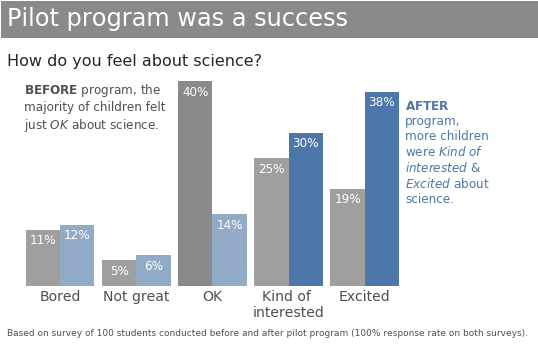 Pilot program was a success
How do you feel about science?
BEFORE program, the
majority of children felt
just OK about science.
AFTER
program,
more children
were Kind of
interested &
Excited about
science.
11%
12%
5%
6%
40%
14%
25%
30%
19%
38%
Bored
Not great
OK
Kind of
interested
Excited
Based on survey of 100 students conducted before and after pilot program (100% response rate on both surveys).